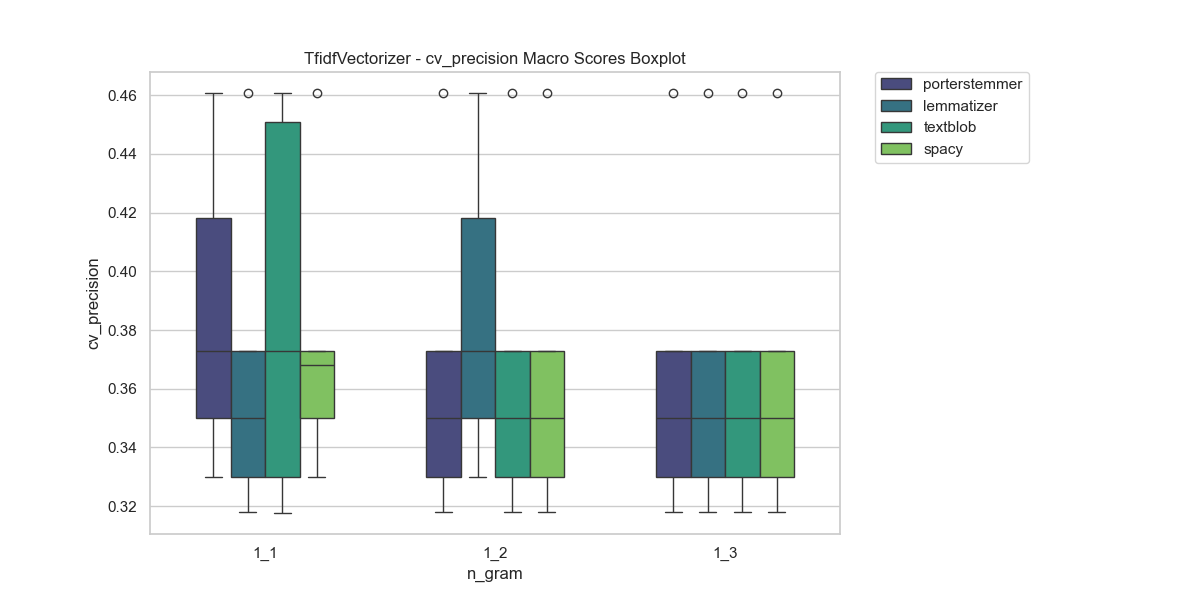 TfidfVectorizer - cv_precision Macro Scores Boxplot
porterstemmer
lemmatizer
textblob
spacy
cv_precision
0.46
0.44
0.42
0.40
0.38
0.36
0.34
0.32
1_1
1_2
1_3
n_gram